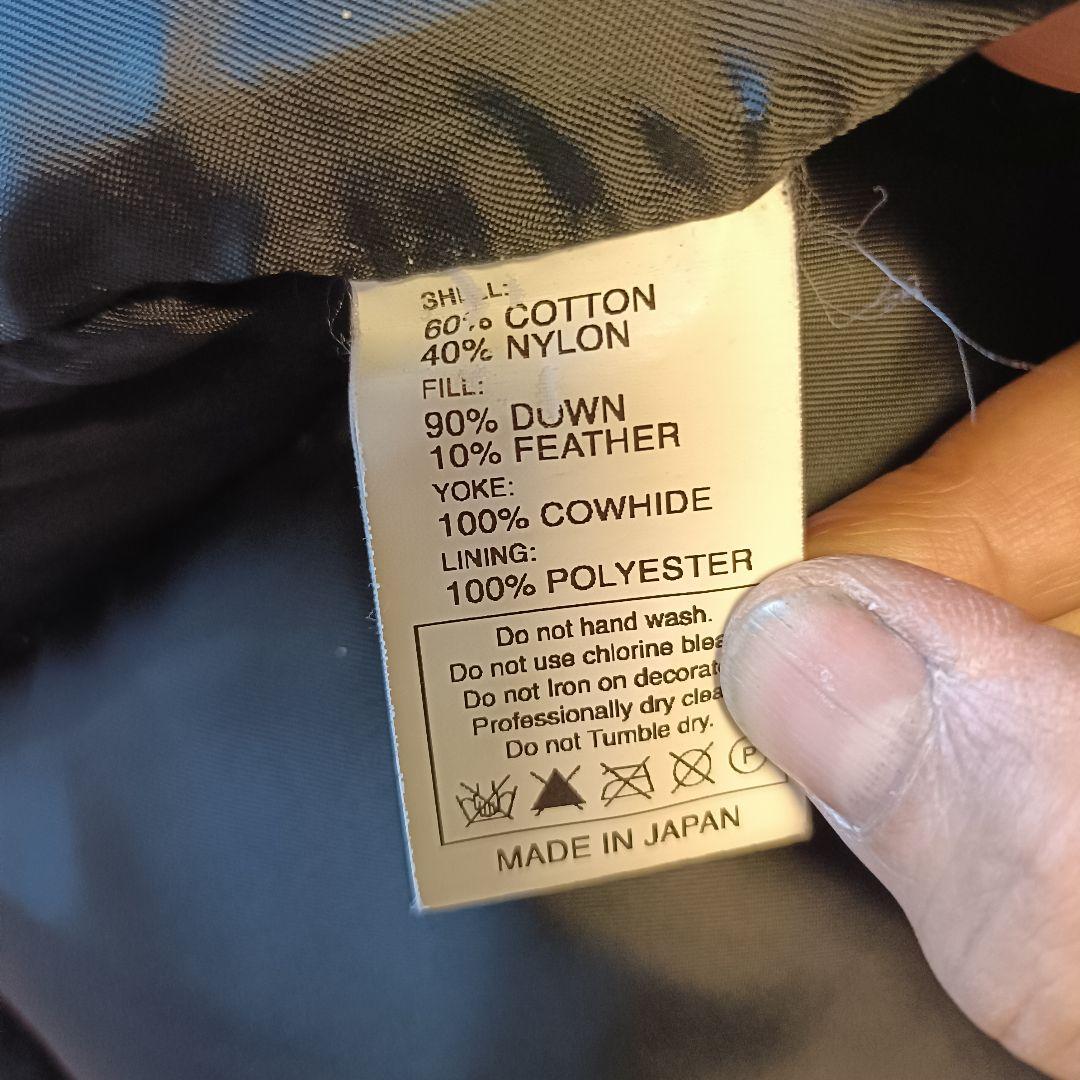 SHELL:
60% COTTON
40% NYLON
FILL:
90% DOWN
10% FEATHER
YOKE:
100% COWHIDE
LINING:
100% POLYESTER
Do not hand wash.
Do not use chlorine
Do not Iron on
Professionally dry
Do not Tumble dry.
P
MADE IN JAPAN